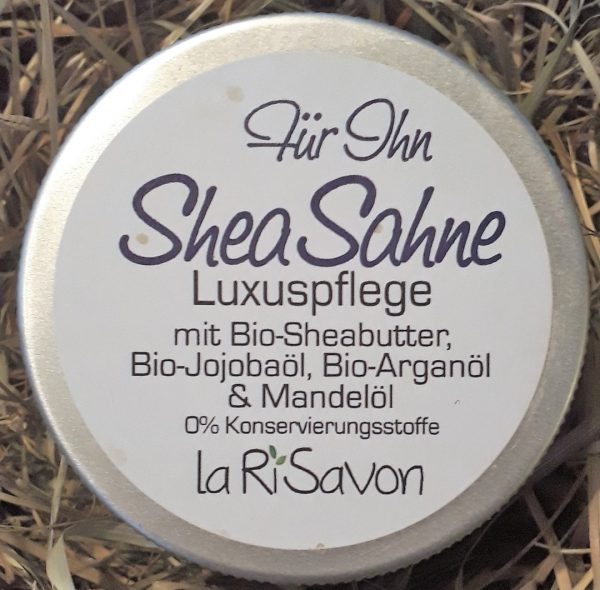 Für Ihn
SheaSahne
Luxuspflege
mit Bio-Sheabutter,
Bio-Jojobaöl, Bio-Arganöl
& Mandelöl
0% Konservierungsstoffe
la RiSavon